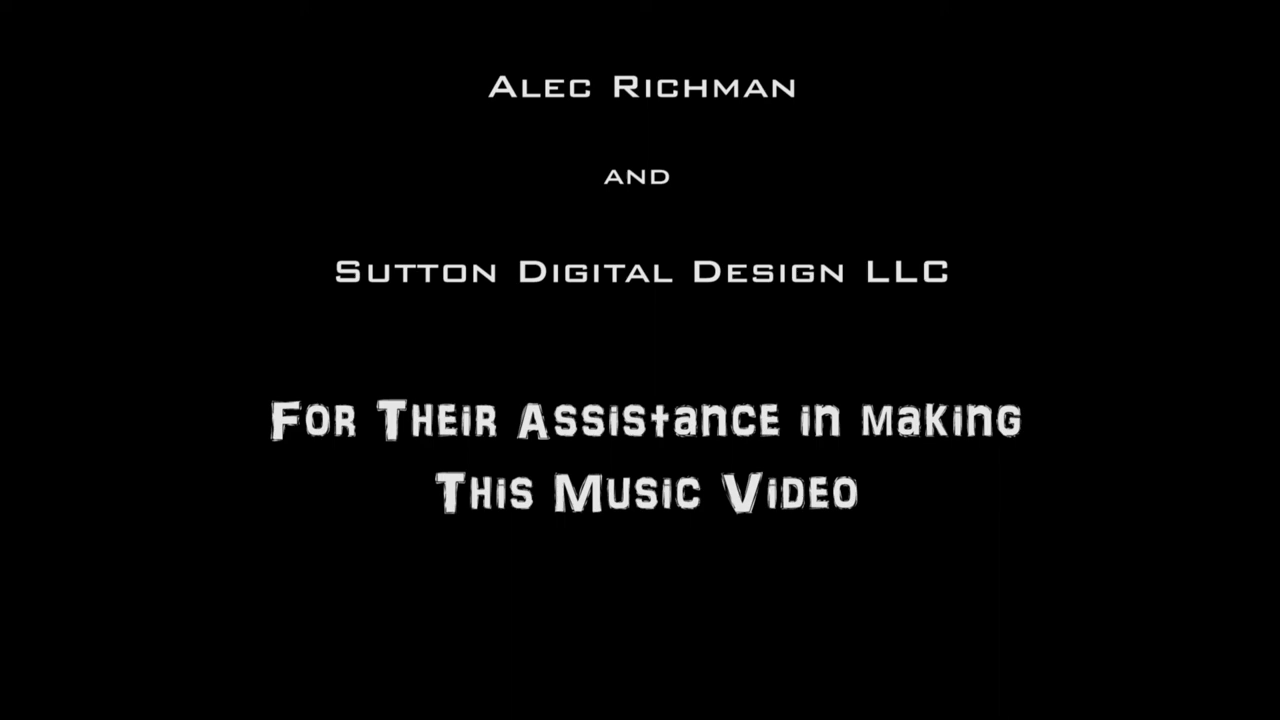 Alec Richman
and
Sutton Digital Design LLC
For Their Assistance in making
This Music Video